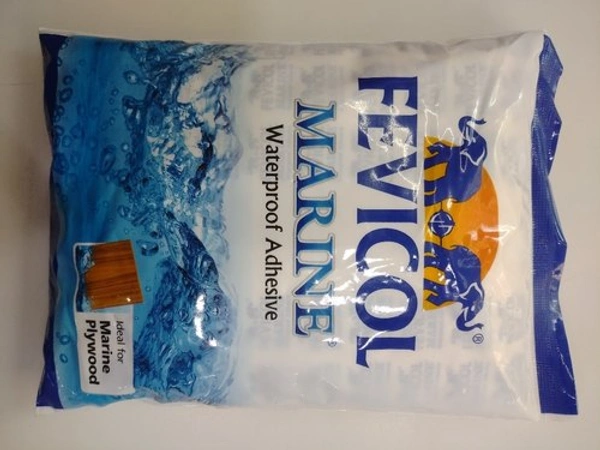 FEVICOL®
MARINE
Waterproof Adhesive
Ideal for
Marine
Plywood